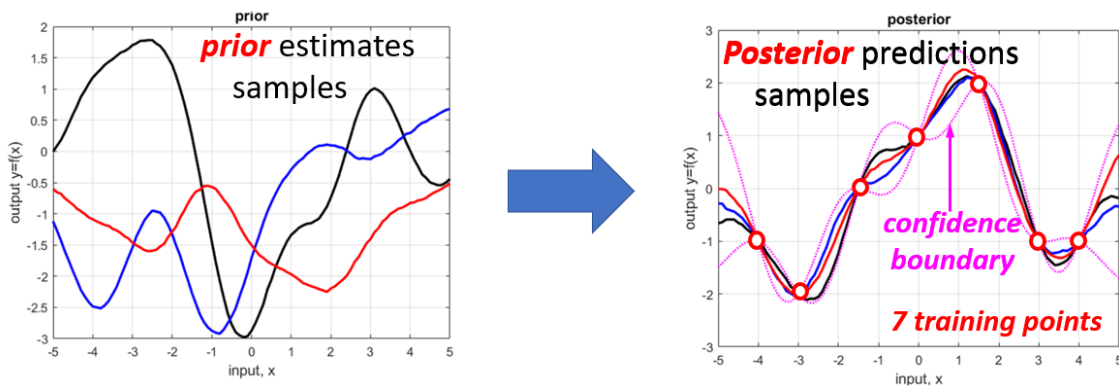 prior
prior estimates
samples
output y=f(x)
2
1.5
1
0.5
0
-0.5
-1
-1.5
-2
-2.5
-3
-5 -4 -3 -2 -1 0 1 2 3 4 5
input, x
posterior
Posterior predictions
samples
output y=f(x)
3
2
1
0
-1
-2
-3
confidence
boundary
7 training points
-5 -4 -3 -2 -1 0 1 2 3 4 5
input, x